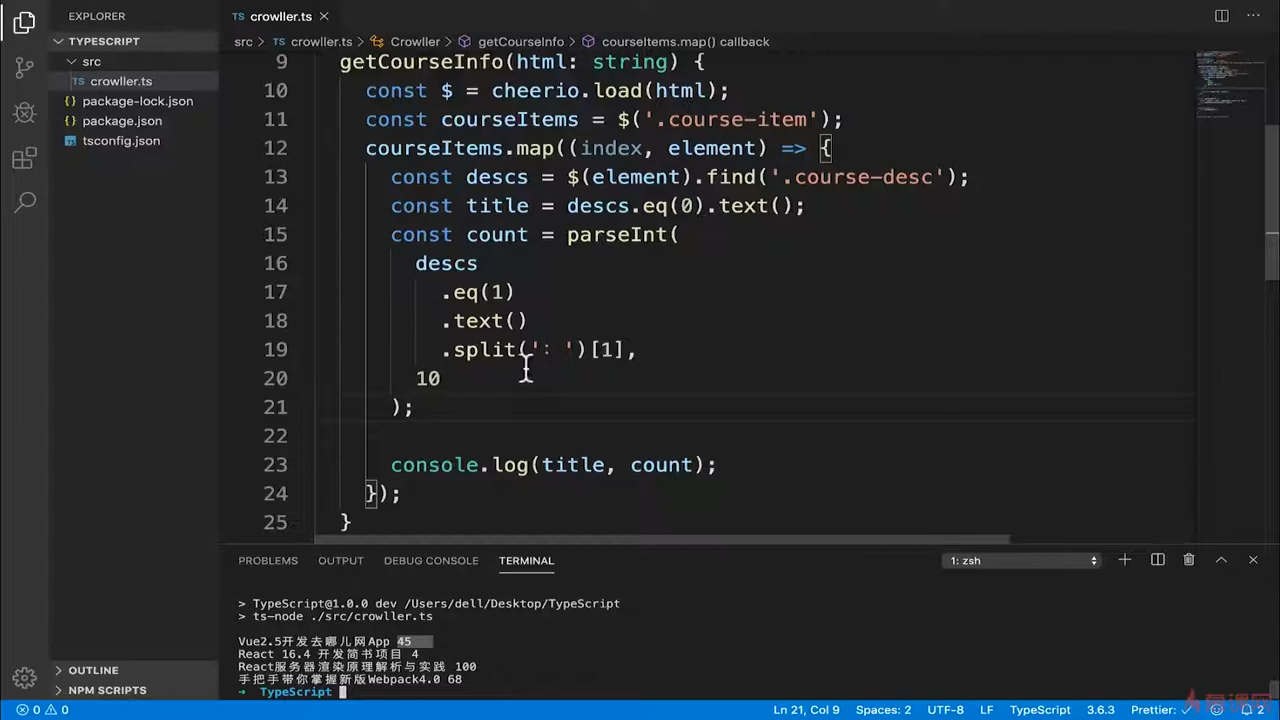 EXPLORER
TS crowller.ts
TYPESCRIPT
src > TS crowller.ts > Crowller > getCourseInfo > courseItems.map() callback
src
TS crowller.ts
{} package-lock.json
{} package.json
tsconfig.json
9 getCourseInfo(html: string) {
10 const $ = cheerio.load(html);
11 const courseItems = $('.course-item');
12 courseItems.map((index, element) => {
13 const descs = $(element).find('.course-desc');
14 const title = descs.eq(0).text();
15 const count = parseInt(
16 descs
17 .eq(1)
18 .text()
19 .split('：')[1],
20 10
21 );
22
23 console.log(title, count);
24 });
25 }
PROBLEMS OUTPUT DEBUG CONSOLE TERMINAL
1: zsh
> TypeScript@1.0.0 dev /Users/dell/Desktop/TypeScript
> ts-node ./src/crowller.ts
Vue2.5开发去哪儿网App 45
React 16.4 开发简书项目 4
React服务器渲染原理解析与实践 100
手把手带你掌握新版Webpack4.0 68
➜ TypeScript
OUTLINE
NPM SCRIPTS
0 0
Ln 21, Col 9 Spaces: 2 UTF-8 LF TypeScript 3.6.3 Prettier: ✓ 2
慕课网